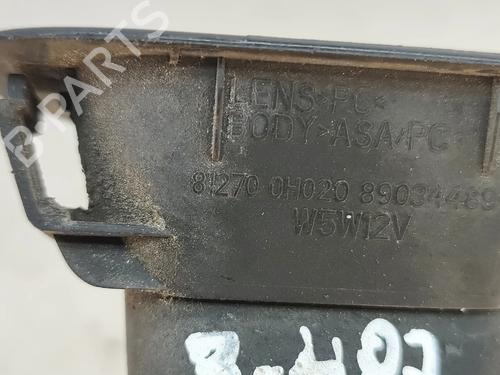 B-PARTS
LENS>PC<
BODY>ASA>PC
81270 0H020 89034489
W5W12V